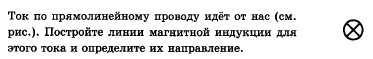 Ток по прямолинейному проводу идёт от нас (см.
рис.). Постройте линии магнитной индукции для
этого тока и определите их направление.